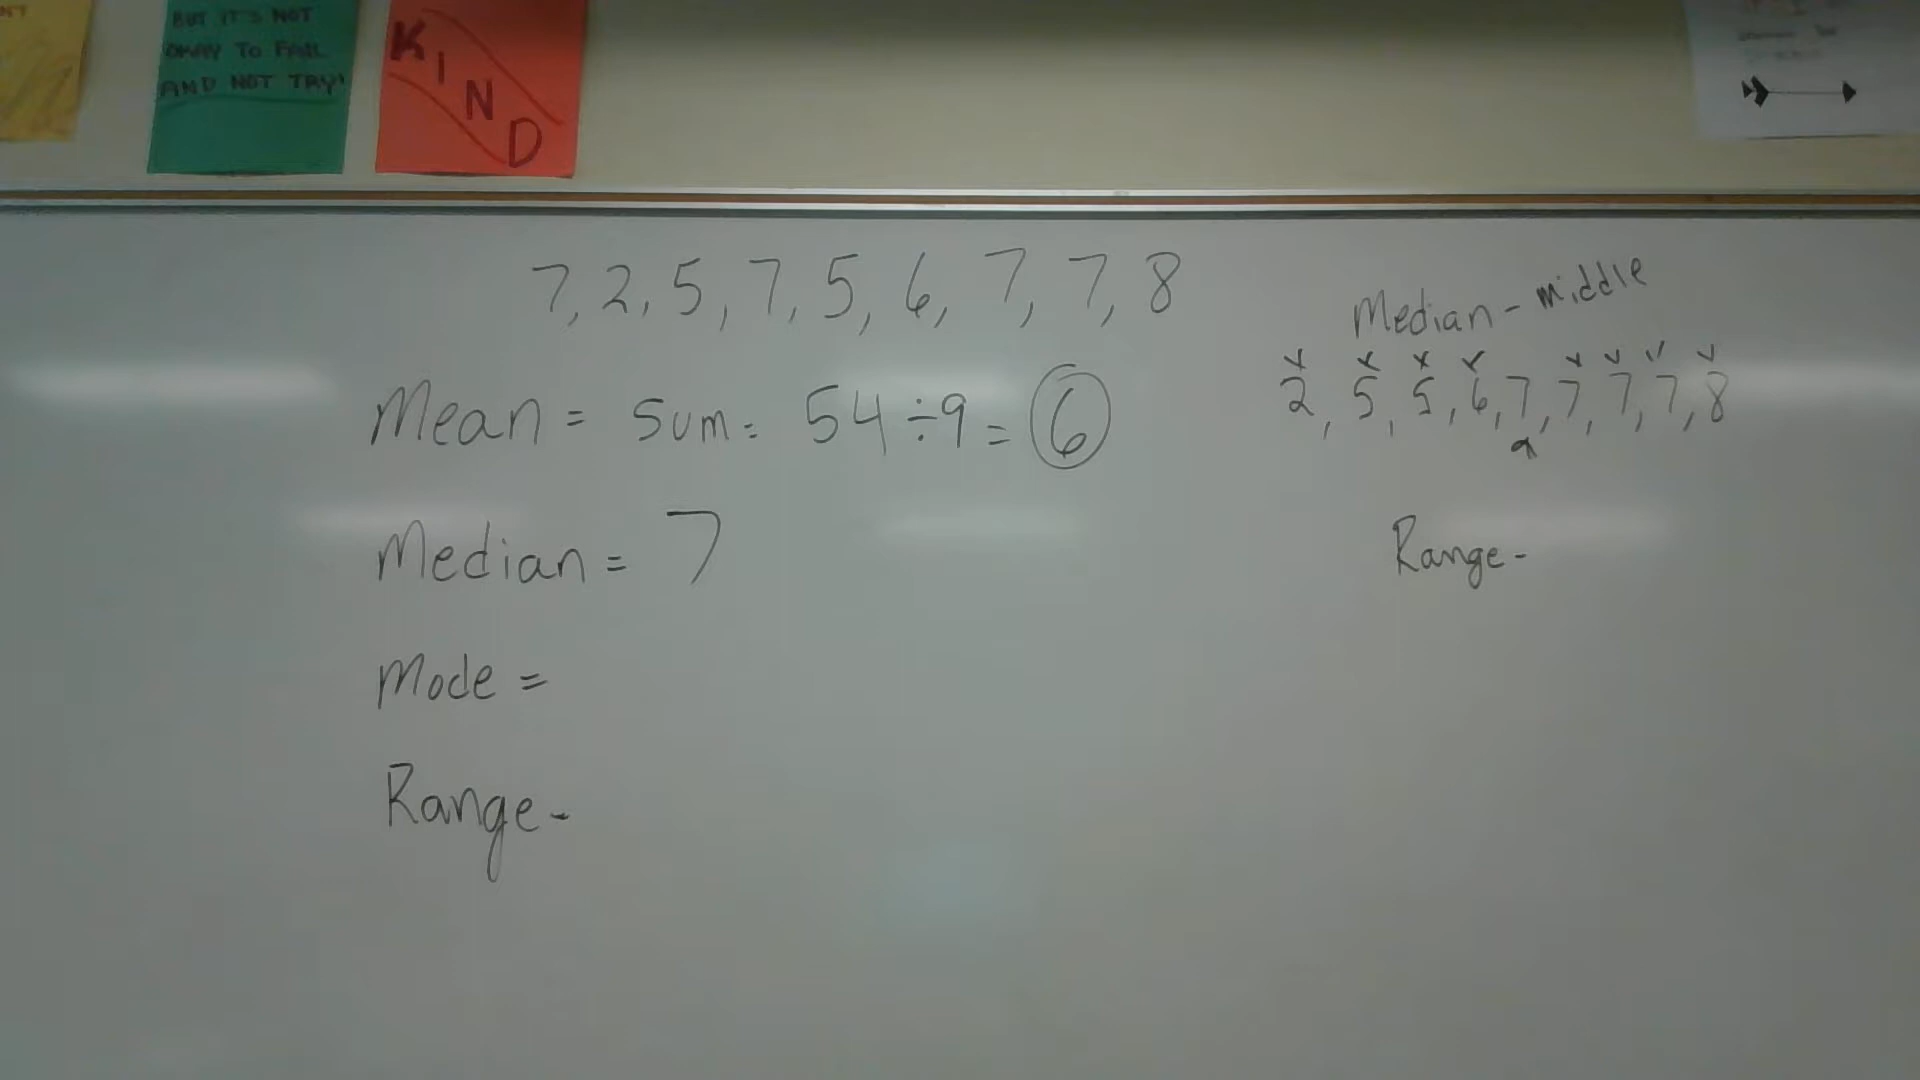 BUT IT'S NOT
OKAY TO FAIL
AND NOT TRY!
KIND
7, 2, 5, 7, 5, 6, 7, 7, 8
Mean = Sum = 54 ÷ 9 = 6
Median = 7
Mode =
Range -
Median - middle
2, 5, 5, 6, 7, 7, 7, 7, 8
Range -